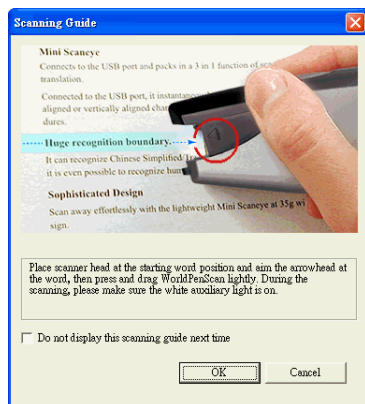 Scanning Guide
Mini Scaneye
Connects to the USB port and packs in a 3 in 1 function of
translation.
Connected to the USB port, it
aligned or vertically aligned
dures.
Huge recognition boundary.
It can recognize Chinese Simplified/
it is even possible to recognize
Sophisticated Design
Scan away effortlessly with the lightweight Mini Scaneye at 35g
sign.
Place scanner head at the starting word position and aim the arrowhead at
the word, then press and drag WorldPenScan lightly. During the
scanning, please make sure the white auxiliary light is on.
Do not display this scanning guide next time
OK
Cancel